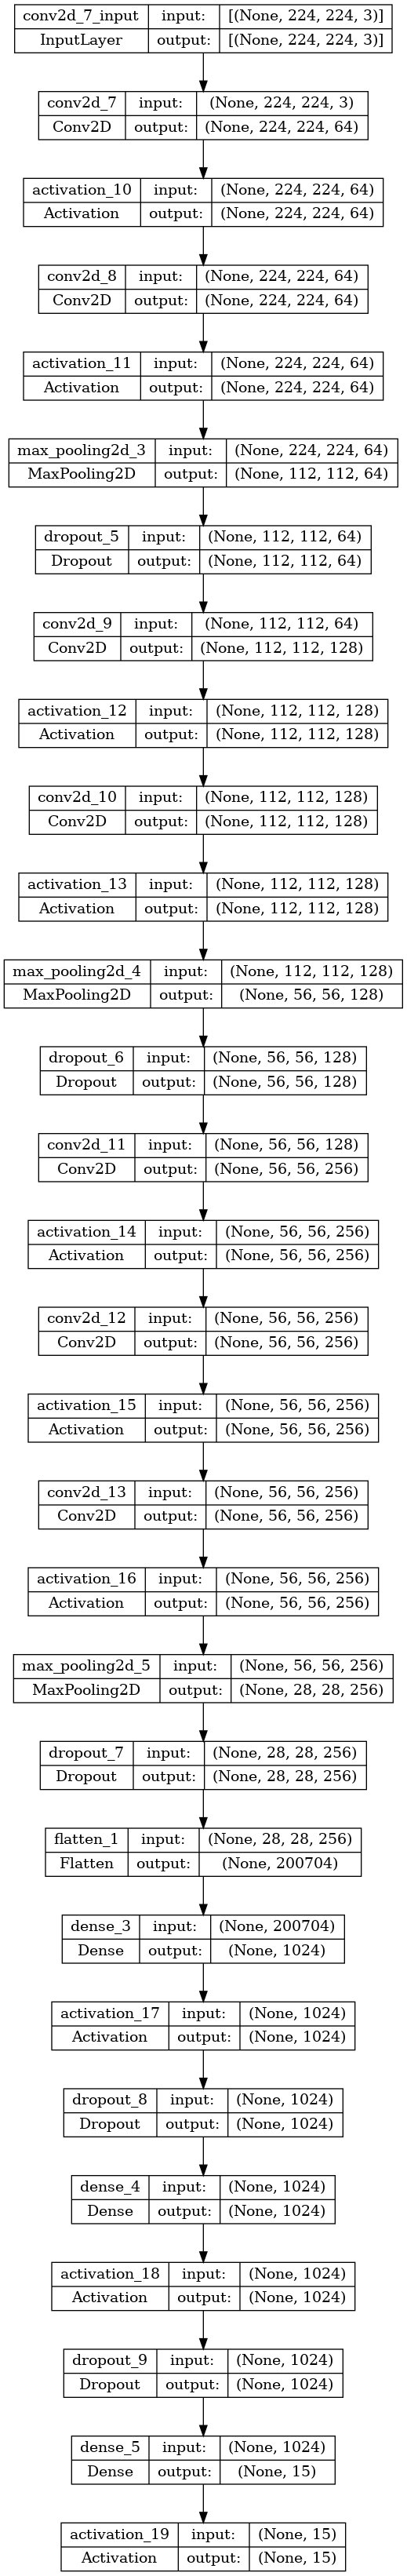 conv2d_7_input input: [(None, 224, 224, 3)]
InputLayer output: [(None, 224, 224, 3)]
conv2d_7 input: (None, 224, 224, 3)
Conv2D output: (None, 224, 224, 64)
activation_10 input: (None, 224, 224, 64)
Activation output: (None, 224, 224, 64)
conv2d_8 input: (None, 224, 224, 64)
Conv2D output: (None, 224, 224, 64)
activation_11 input: (None, 224, 224, 64)
Activation output: (None, 224, 224, 64)
max_pooling2d_3 input: (None, 224, 224, 64)
MaxPooling2D output: (None, 112, 112, 64)
dropout_5 input: (None, 112, 112, 64)
Dropout output: (None, 112, 112, 64)
conv2d_9 input: (None, 112, 112, 64)
Conv2D output: (None, 112, 112, 128)
activation_12 input: (None, 112, 112, 128)
Activation output: (None, 112, 112, 128)
conv2d_10 input: (None, 112, 112, 128)
Conv2D output: (None, 112, 112, 128)
activation_13 input: (None, 112, 112, 128)
Activation output: (None, 112, 112, 128)
max_pooling2d_4 input: (None, 112, 112, 128)
MaxPooling2D output: (None, 56, 56, 128)
dropout_6 input: (None, 56, 56, 128)
Dropout output: (None, 56, 56, 128)
conv2d_11 input: (None, 56, 56, 128)
Conv2D output: (None, 56, 56, 256)
activation_14 input: (None, 56, 56, 256)
Activation output: (None, 56, 56, 256)
conv2d_12 input: (None, 56, 56, 256)
Conv2D output: (None, 56, 56, 256)
activation_15 input: (None, 56, 56, 256)
Activation output: (None, 56, 56, 256)
conv2d_13 input: (None, 56, 56, 256)
Conv2D output: (None, 56, 56, 256)
activation_16 input: (None, 56, 56, 256)
Activation output: (None, 56, 56, 256)
max_pooling2d_5 input: (None, 56, 56, 256)
MaxPooling2D output: (None, 28, 28, 256)
dropout_7 input: (None, 28, 28, 256)
Dropout output: (None, 28, 28, 256)
flatten_1 input: (None, 28, 28, 256)
Flatten output: (None, 200704)
dense_3 input: (None, 200704)
Dense output: (None, 1024)
activation_17 input: (None, 1024)
Activation output: (None, 1024)
dropout_8 input: (None, 1024)
Dropout output: (None, 1024)
dense_4 input: (None, 1024)
Dense output: (None, 1024)
activation_18 input: (None, 1024)
Activation output: (None, 1024)
dropout_9 input: (None, 1024)
Dropout output: (None, 1024)
dense_5 input: (None, 1024)
Dense output: (None, 15)
activation_19 input: (None, 15)
Activation output: (None, 15)